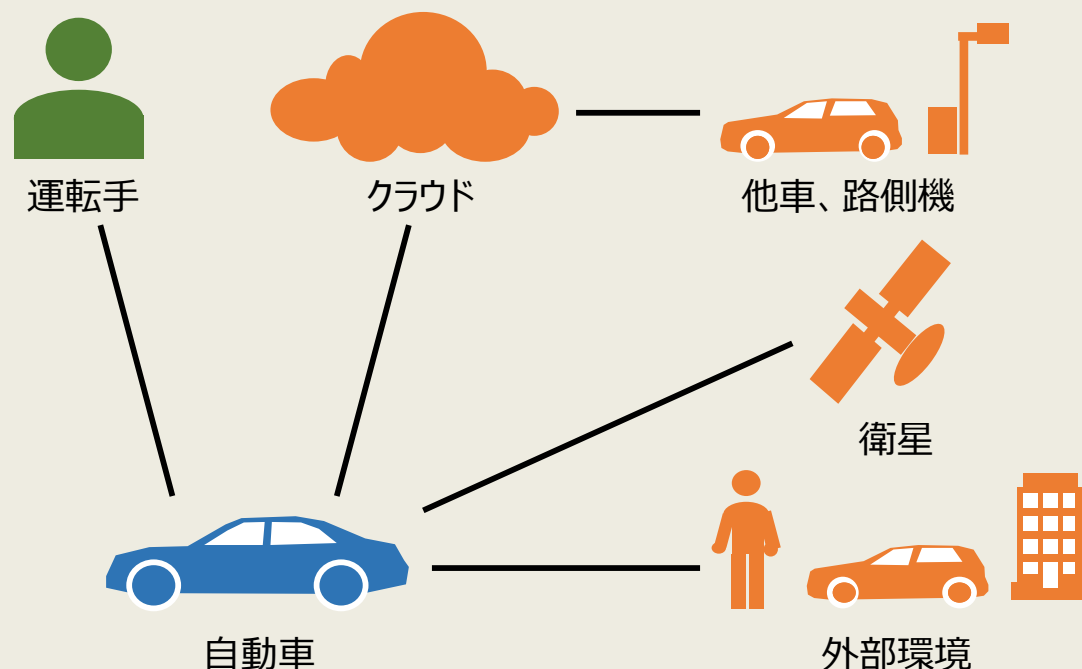 運転手
クラウド
他車、路側機
衛星
自動車
外部環境